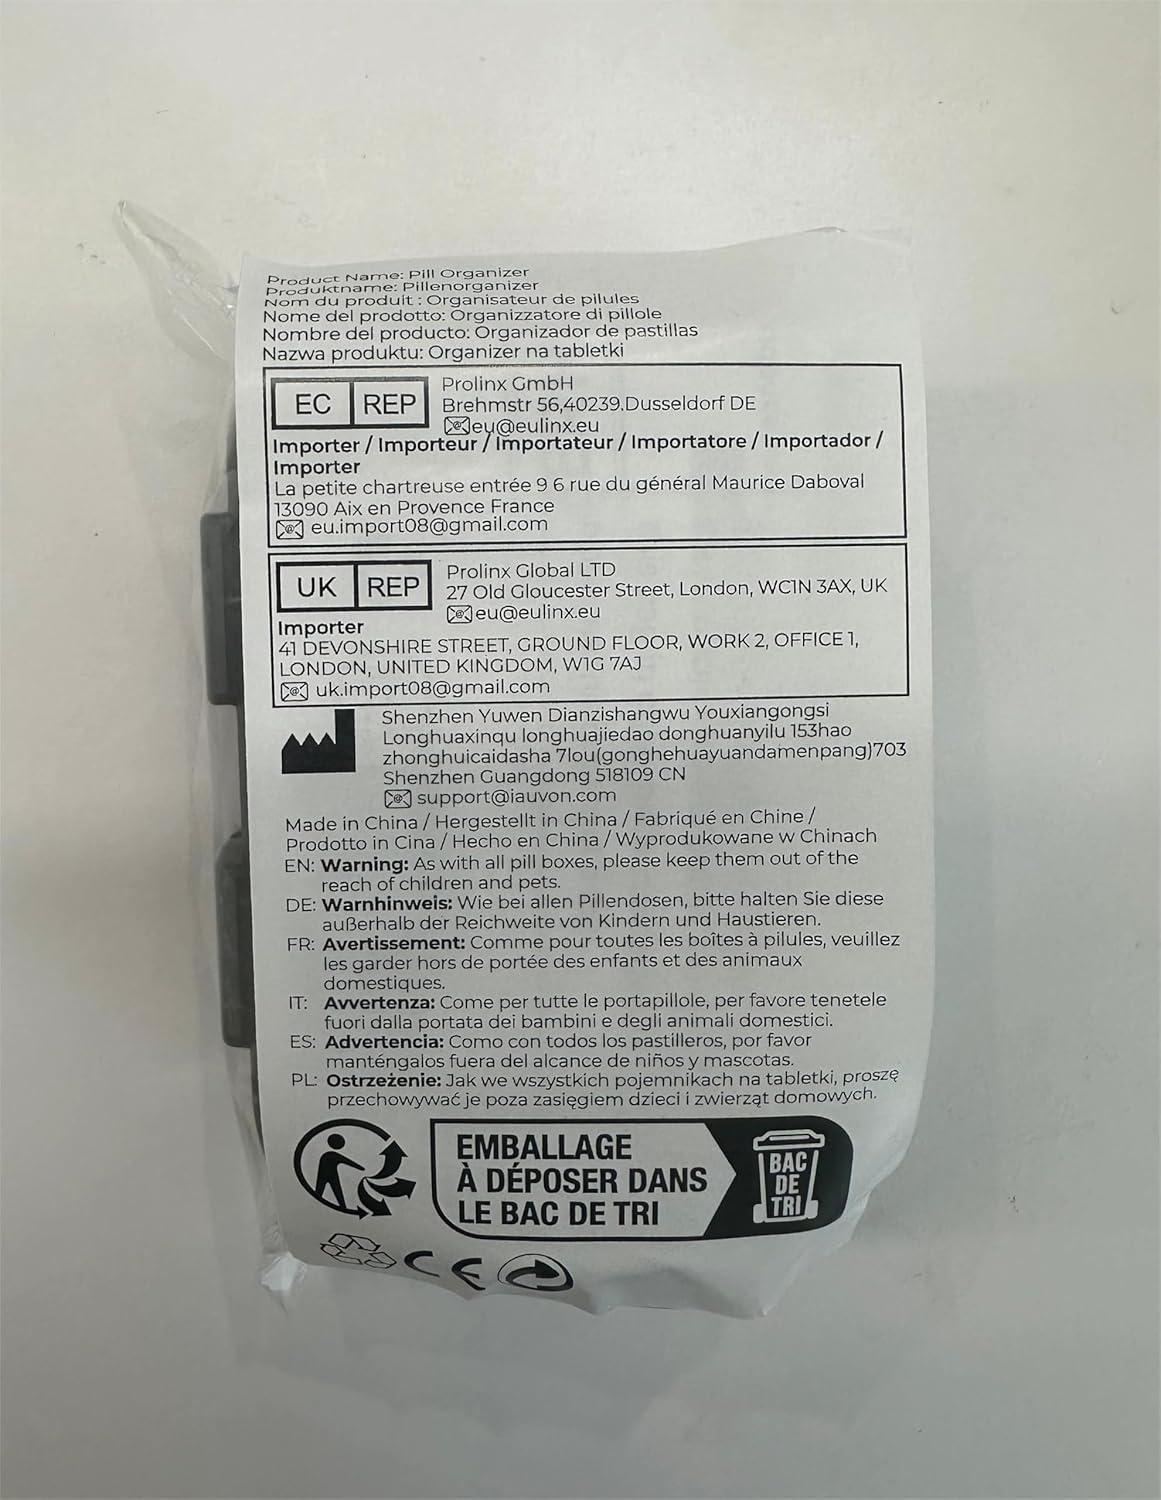 Product Name: Pill Organizer
Produktname: Pillenorganizer
Nom du produit : Organisateur de pilules
Nome del prodotto: Organizzatore di pillole
Nombre del producto: Organizador de pastillas
Nazwa produktu: Organizer na tabletki
EC REP
Prolinx GmbH
Brehmstr 56,40239.Dusseldorf DE
eu@eulinx.eu
Importer / Importeur / Importateur / Importatore / Importador /
Importer
La petite chartreuse entrée 9 6 rue du général Maurice Daboval
13090 Aix en Provence France
eu.import08@gmail.com
UK REP
Prolinx Global LTD
27 Old Gloucester Street, London, WC1N 3AX, UK
eu@eulinx.eu
Importer
41 DEVONSHIRE STREET, GROUND FLOOR, WORK 2, OFFICE 1,
LONDON, UNITED KINGDOM, W1G 7AJ
uk.import08@gmail.com
Shenzhen Yuwen Dianzishangwu Youxiangongsi
Longhuaxinqu longhuajiedao donghuanyilu 153hao
zhonghuicaidasha 7lou(gonghehuayuandamenpang)703
Shenzhen Guangdong 518109 CN
support@iauvon.com
Made in China / Hergestellt in China / Fabriqué en Chine /
Prodotto in Cina / Hecho en China / Wyprodukowane w Chinach
EN: Warning: As with all pill boxes, please keep them out of the
reach of children and pets.
DE: Warnhinweis: Wie bei allen Pillendosen, bitte halten Sie diese
außerhalb der Reichweite von Kindern und Haustieren.
FR: Avertissement: Comme pour toutes les boîtes à pilules, veuillez
les garder hors de portée des enfants et des animaux
domestiques.
IT: Avvertenza: Come per tutte le portapillole, per favore tenetele
fuori dalla portata dei bambini e degli animali domestici.
ES: Advertencia: Como con todos los pastilleros, por favor
manténgalos fuera del alcance de niños y mascotas.
PL: Ostrzeżenie: Jak we wszystkich pojemnikach na tabletki, proszę
przechowywać je poza zasięgiem dzieci i zwierząt domowych.
EMBALLAGE
À DÉPOSER DANS
LE BAC DE TRI
BAC
DE
TRI
CE